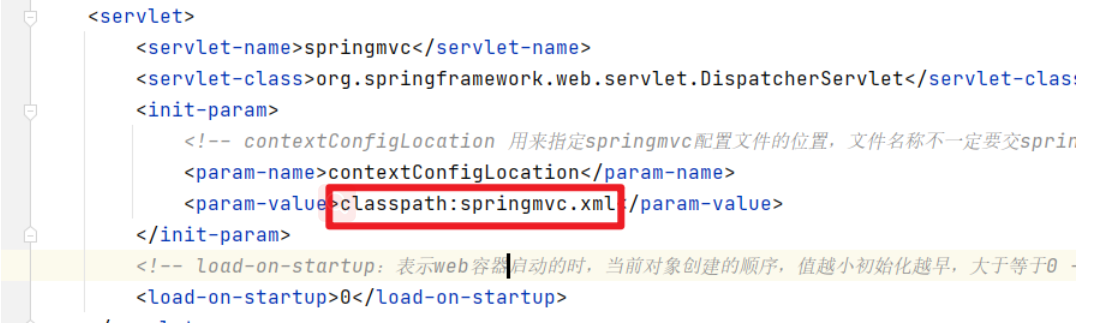 <servlet>
<servlet-name>springmvc</servlet-name>
<servlet-class>org.springframework.web.servlet.DispatcherServlet</servlet-clas
<init-param>
<!-- contextConfigLocation 用来指定springmvc配置文件的位置，文件名称不一定要交sprin
<param-name>contextConfigLocation</param-name>
<param-value>classpath:springmvc.xml</param-value>
</init-param>
<!-- load-on-startup：表示web容器启动的时，当前对象创建的顺序，值越小初始化越早，大于等于0 -
<load-on-startup>0</load-on-startup>